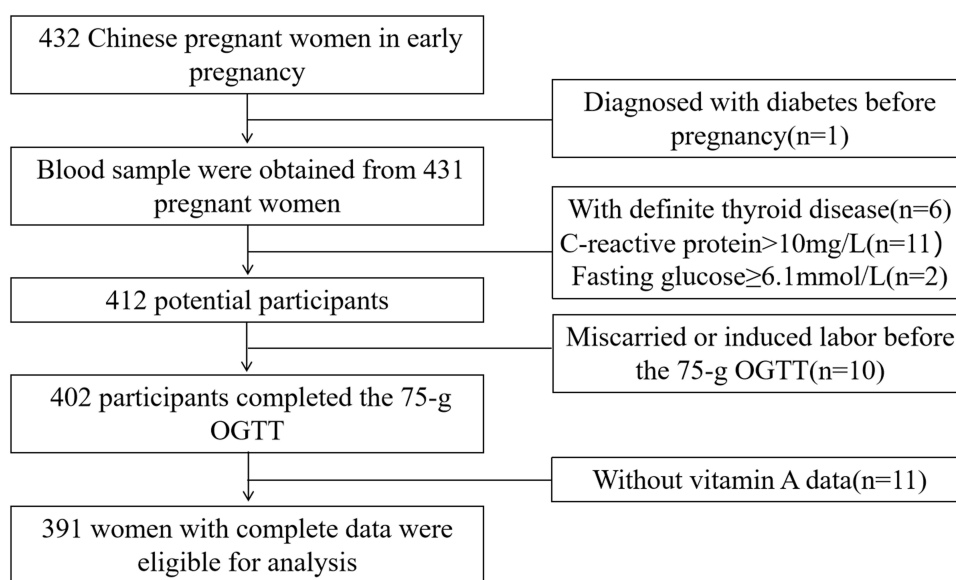 432 Chinese pregnant women in early
pregnancy
Diagnosed with diabetes before
pregnancy(n=1)
Blood sample were obtained from 431
pregnant women
With definite thyroid disease(n=6)
C-reactive protein>10mg/L(n=11)
Fasting glucose≥6.1mmol/L(n=2)
412 potential participants
Miscarried or induced labor before
the 75-g OGTT(n=10)
402 participants completed the 75-g
OGTT
Without vitamin A data(n=11)
391 women with complete data were
eligible for analysis